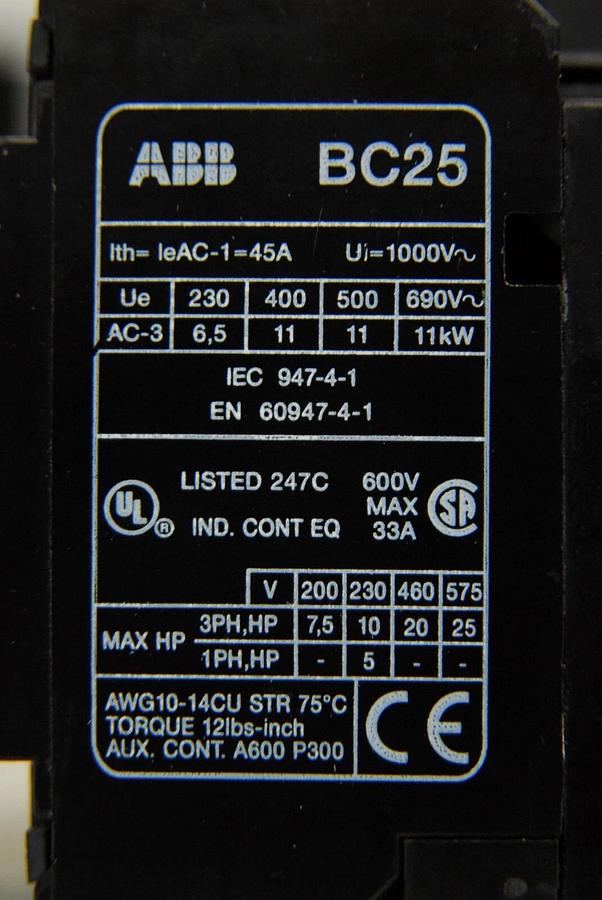 ABB BC25
Ith= IeAC-1=45A Ui=1000V~
Ue 230 400 500 690V~
AC-3 6,5 11 11 11kW
IEC 947-4-1
EN 60947-4-1
LISTED 247C 600V
MAX
UL ® IND. CONT EQ 33A SA
V 200 230 460 575
MAX HP 3PH,HP 7,5 10 20 25
1PH,HP - 5 - -
AWG10-14CU STR 75°C
TORQUE 12lbs-inch
AUX. CONT. A600 P300
CE